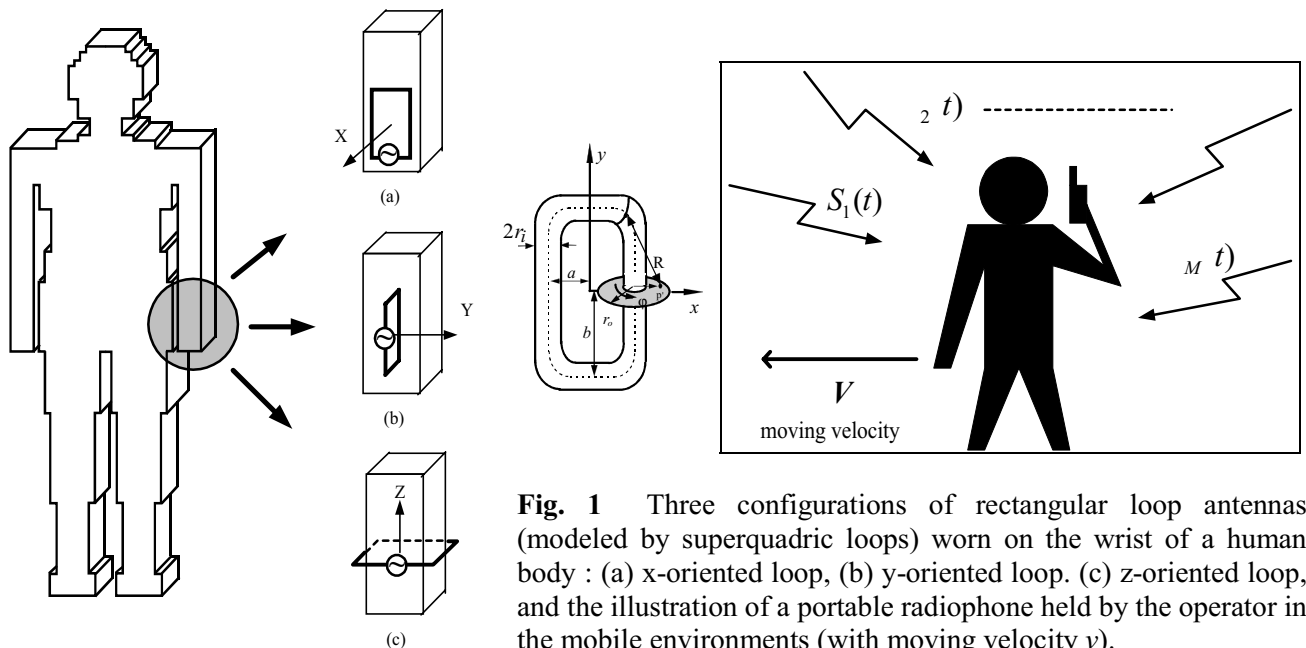 X
(a)
Y
(b)
Z
(c)
y
2r_i
a
R
φ
r_o
b
x
₂ t)
S₁(t)
_M t)
V
moving velocity
Fig. 1 Three configurations of rectangular loop antennas
(modeled by superquadric loops) worn on the wrist of a human
body : (a) x-oriented loop, (b) y-oriented loop. (c) z-oriented loop,
and the illustration of a portable radiophone held by the operator in
the mobile environments (with moving velocity v).